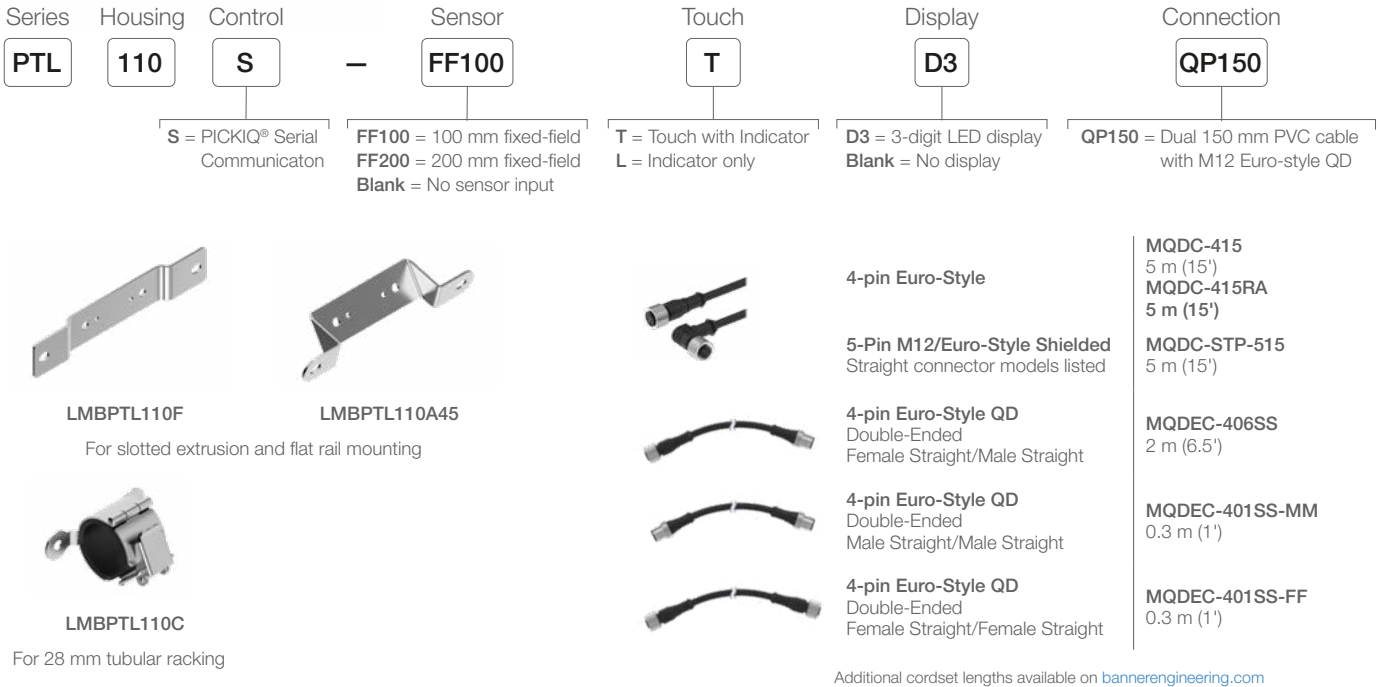 Series Housing Control Sensor Touch Display Connection
PTL 110 S – FF100 T D3 QP150
S = PICKIQ® Serial
Communicaton
FF100 = 100 mm fixed-field
FF200 = 200 mm fixed-field
Blank = No sensor input
T = Touch with Indicator
L = Indicator only
D3 = 3-digit LED display
Blank = No display
QP150 = Dual 150 mm PVC cable
with M12 Euro-style QD
LMBPTL110F
LMBPTL110A45
For slotted extrusion and flat rail mounting
LMBPTL110C
For 28 mm tubular racking
4-pin Euro-Style
MQDC-415
5 m (15')
MQDC-415RA
5 m (15')
5-Pin M12/Euro-Style Shielded
Straight connector models listed
MQDC-STP-515
5 m (15')
4-pin Euro-Style QD
Double-Ended
Female Straight/Male Straight
MQDEC-406SS
2 m (6.5')
4-pin Euro-Style QD
Double-Ended
Male Straight/Male Straight
MQDEC-401SS-MM
0.3 m (1')
4-pin Euro-Style QD
Double-Ended
Female Straight/Female Straight
MQDEC-401SS-FF
0.3 m (1')
Additional cordset lengths available on bannerengineering.com